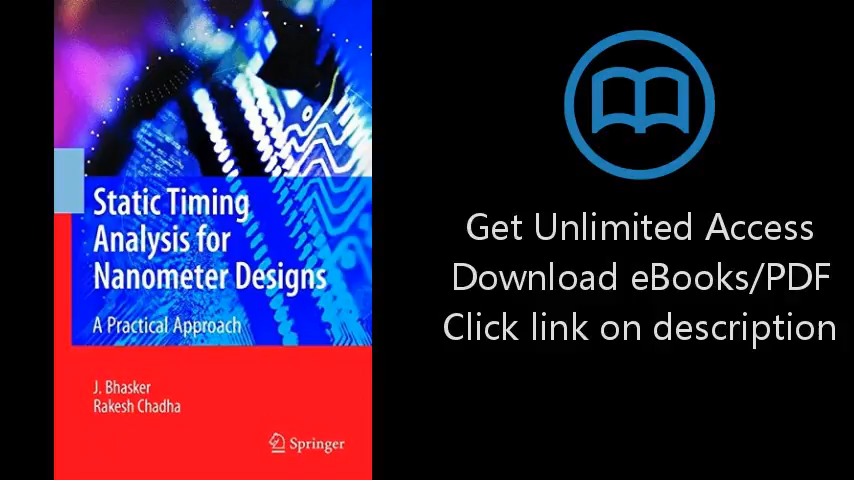 Static Timing
Analysis for
Nanometer Designs
A Practical Approach
J. Bhasker
Rakesh Chadha
Springer
Get Unlimited Access
Download eBooks/PDF
Click link on description